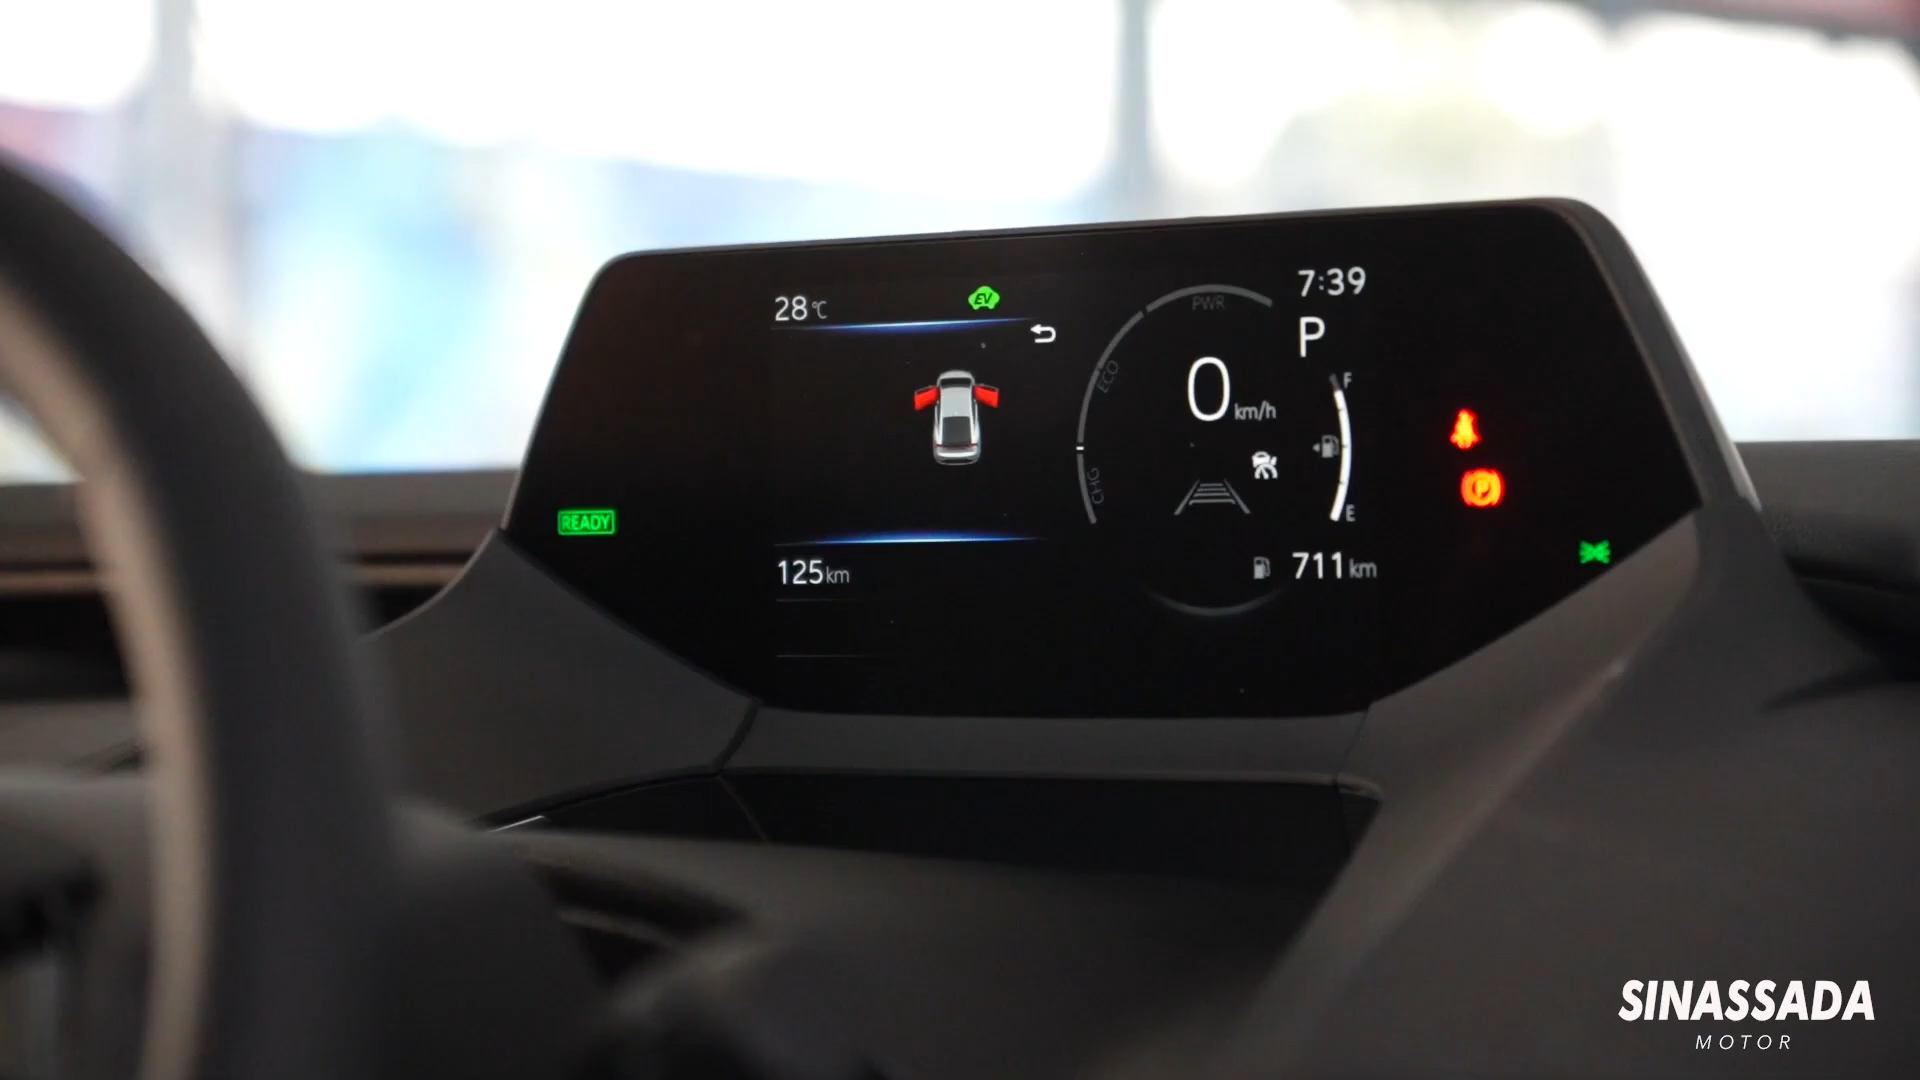 28°C
EV
7:39
P
PWR
ECO
CHG
0 km/h
F
E
READY
P
125 km
711 km
SINASSADA
MOTOR